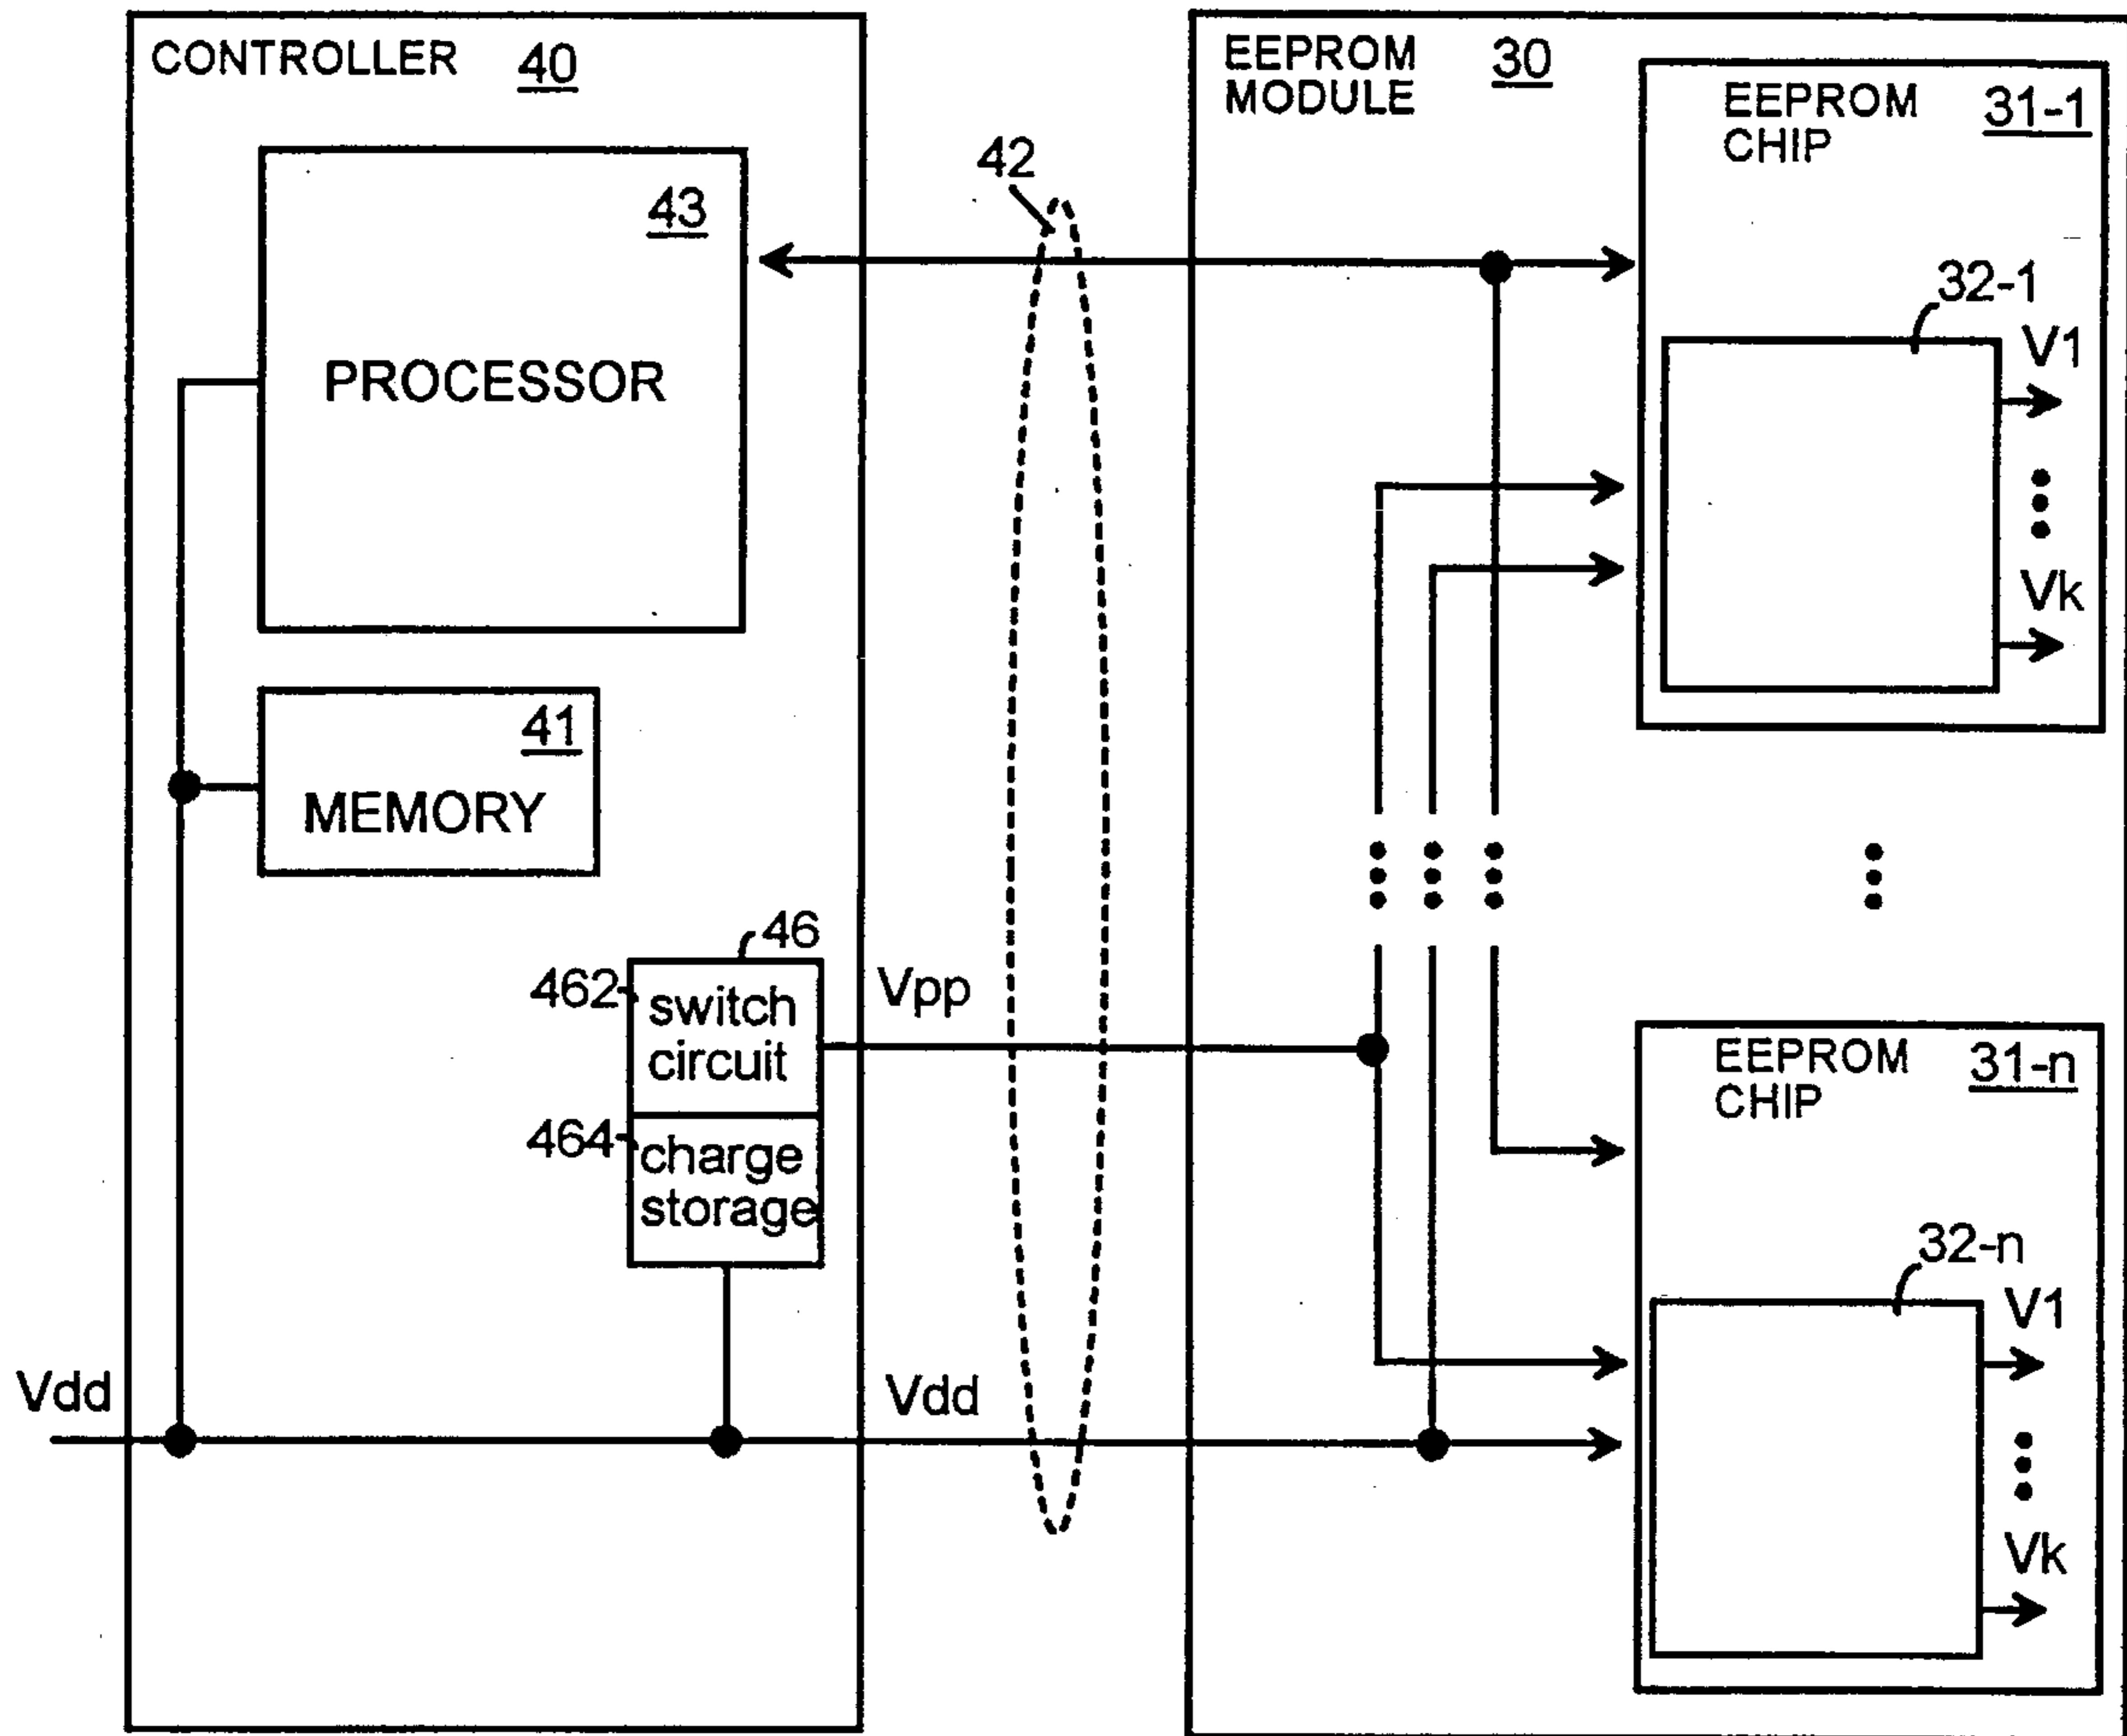 CONTROLLER 40
43
PROCESSOR
41
MEMORY
46
462
switch
circuit
464
charge
storage
Vdd
42
Vpp
Vdd
EEPROM
MODULE
30
EEPROM
CHIP
31-1
32-1
V1
Vk
EEPROM
CHIP
31-n
32-n
V1
Vk